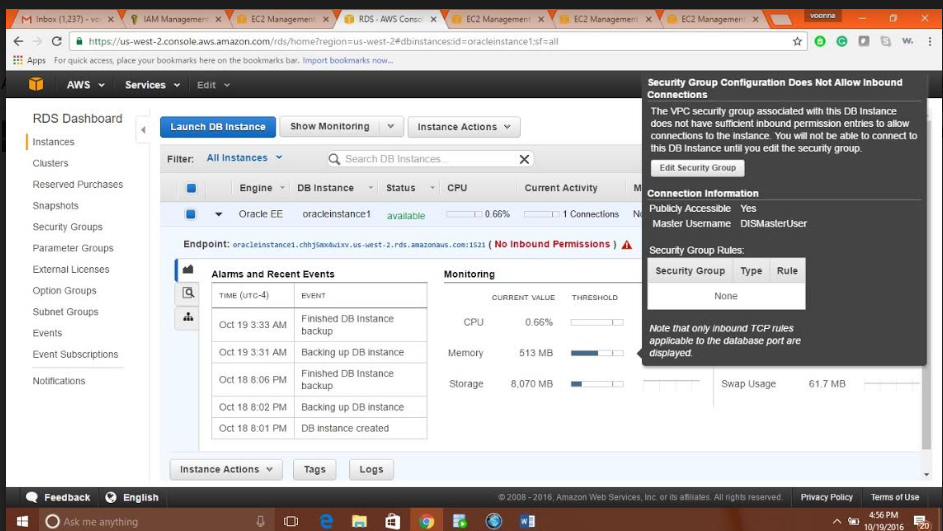 Inbox (1,237) - vo
IAM Management
EC2 Management
RDS - AWS Conso
EC2 Management
EC2 Management
EC2 Management
voonna
https://us-west-2.console.aws.amazon.com/rds/home?region=us-west-2#dbinstances:id=oracleinstance1;sf=all
Apps For quick access, place your bookmarks here on the bookmarks bar. Import bookmarks now...
AWS Services Edit
RDS Dashboard
Instances
Clusters
Reserved Purchases
Snapshots
Security Groups
Parameter Groups
External Licenses
Option Groups
Subnet Groups
Events
Event Subscriptions
Notifications
Launch DB Instance Show Monitoring Instance Actions
Filter: All Instances Search DB Instances...
Engine DB Instance Status CPU Current Activity M
Oracle EE oracleinstance1 available 0.66% 1 Connections
Endpoint: oracleinstance1.chhj5mx4wixv.us-west-2.rds.amazonaws.com:1521 ( No Inbound Permissions )
Alarms and Recent Events
TIME (UTC-4) EVENT
Oct 19 3:33 AM Finished DB Instance
backup
Oct 19 3:31 AM Backing up DB instance
Oct 18 8:06 PM Finished DB Instance
backup
Oct 18 8:02 PM Backing up DB instance
Oct 18 8:01 PM DB instance created
Monitoring
CURRENT VALUE THRESHOLD
CPU 0.66%
Memory 513 MB
Storage 8,070 MB
Swap Usage 61.7 MB
Security Group Configuration Does Not Allow Inbound
Connections
The VPC security group associated with this DB Instance
does not have sufficient inbound permission entries to allow
connections to the instance. You will not be able to connect to
this DB Instance until you edit the security group.
Edit Security Group
Connection Information
Publicly Accessible Yes
Master Username DISMasterUser
Security Group Rules:
Security Group Type Rule
None
Note that only inbound TCP rules
applicable to the database port are
displayed.
Instance Actions Tags Logs
Feedback English
© 2008 - 2016, Amazon Web Services, Inc. or its affiliates. All rights reserved. Privacy Policy Terms of Use
Ask me anything
4:56 PM
10/19/2016
20